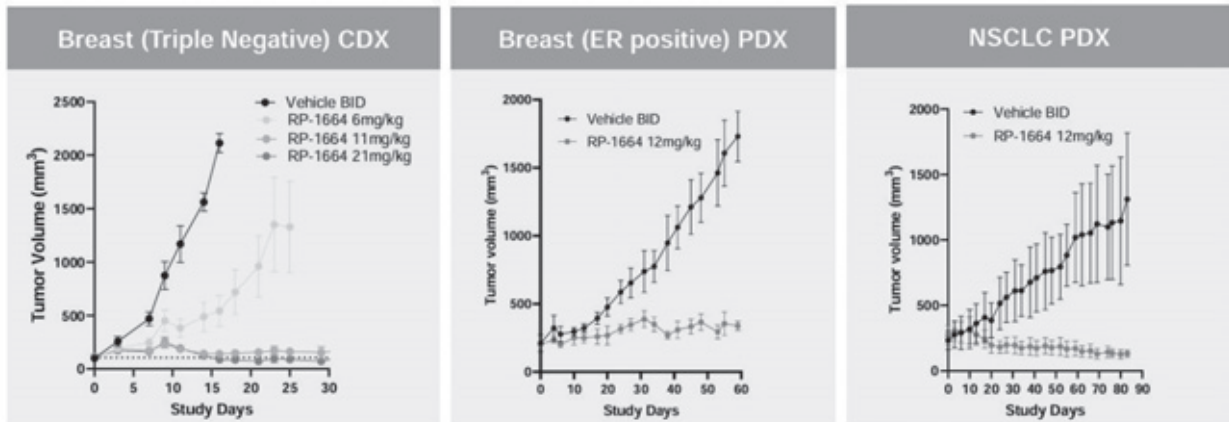 Breast (Triple Negative) CDX
Tumor Volume (mm³)
2500
2000
1500
1000
500
0
Vehicle BID
RP-1664 6mg/kg
RP-1664 11mg/kg
RP-1664 21mg/kg
0 5 10 15 20 25 30
Study Days
Breast (ER positive) PDX
Tumor volume (mm³)
2000
1500
1000
500
0
Vehicle BID
RP-1664 12mg/kg
0 10 20 30 40 50 60
Study Days
NSCLC PDX
Tumor volume (mm³)
2000
1500
1000
500
0
Vehicle BID
RP-1664 12mg/kg
0 10 20 30 40 50 60 70 80 90
Study Days